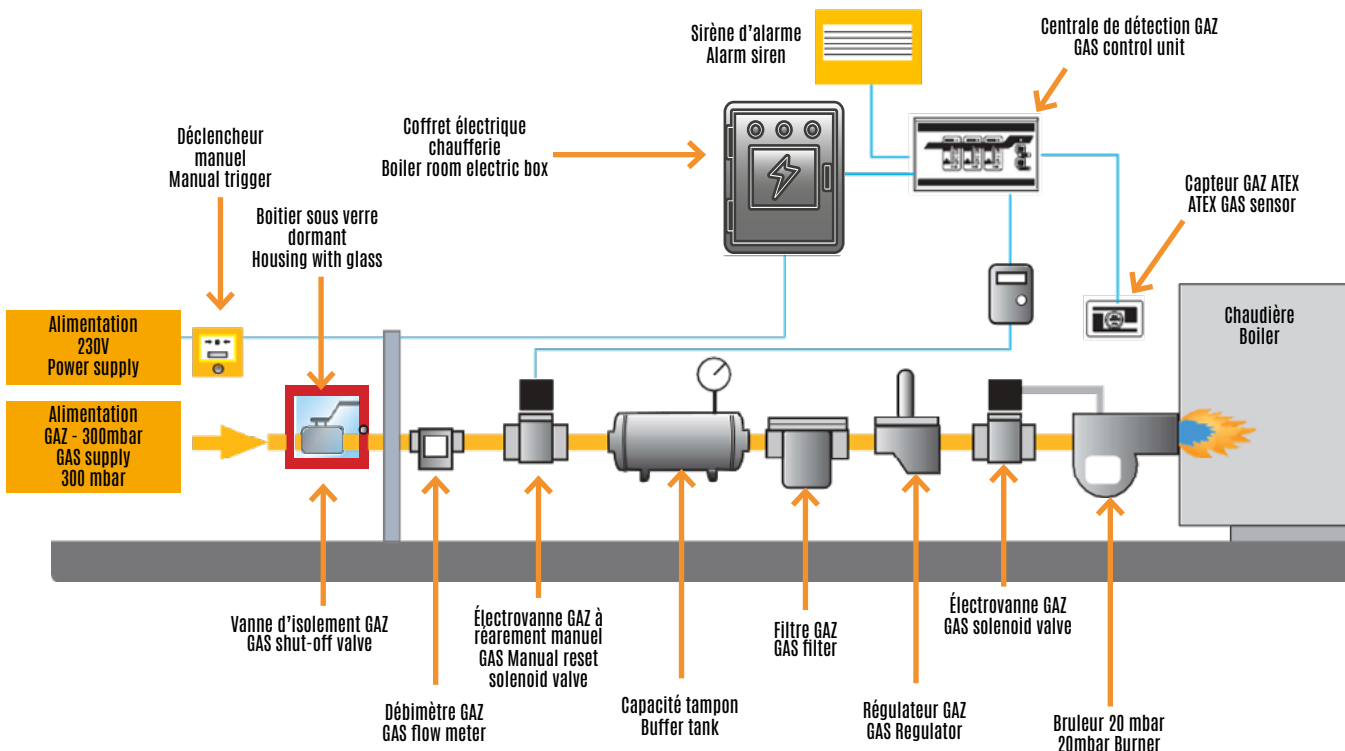 Sirène d'alarme
Alarm siren
Centrale de détection GAZ
GAS control unit
Déclencheur
manuel
Manual trigger
Coffret électrique
chaufferie
Boiler room electric box
Boitier sous verre
dormant
Housing with glass
Capteur GAZ ATEX
ATEX GAS sensor
Alimentation
230V
Power supply
Chaudière
Boiler
Alimentation
GAZ - 300mbar
GAS supply
300 mbar
Vanne d'isolement GAZ
GAS shut-off valve
Électrovanne GAZ à
réarement manuel
GAS Manual reset
solenoid valve
Filtre GAZ
GAS filter
Électrovanne GAZ
GAS solenoid valve
Débimètre GAZ
GAS flow meter
Capacité tampon
Buffer tank
Régulateur GAZ
GAS Regulator
Bruleur 20 mbar
20mbar Burner